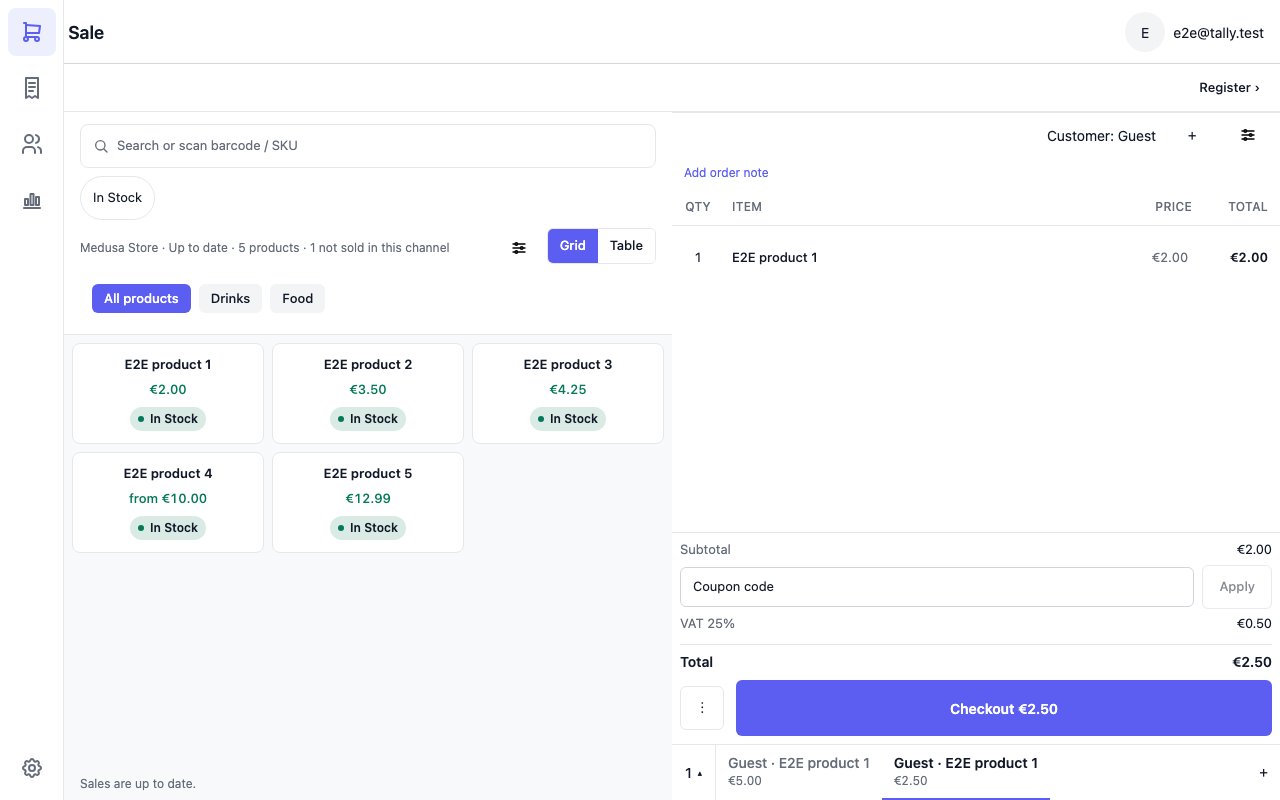 Sale
E
e2e@tally.test
Register ›
Search or scan barcode / SKU
In Stock
Medusa Store · Up to date · 5 products · 1 not sold in this channel
Grid
Table
All products
Drinks
Food
E2E product 1
€2.00
In Stock
E2E product 2
€3.50
In Stock
E2E product 3
€4.25
In Stock
E2E product 4
from €10.00
In Stock
E2E product 5
€12.99
In Stock
Sales are up to date.
Customer: Guest
+
Add order note
QTY ITEM PRICE TOTAL
1 E2E product 1 €2.00 €2.00
Subtotal €2.00
Coupon code
Apply
VAT 25% €0.50
Total €2.50
⋮
Checkout €2.50
1 ▴
Guest · E2E product 1
€5.00
Guest · E2E product 1
€2.50
+